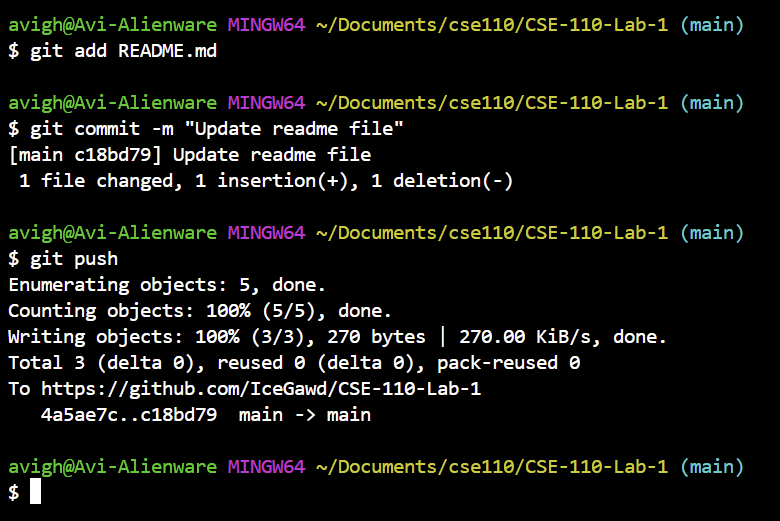 avigh@Avi-Alienware MINGW64 ~/Documents/cse110/CSE-110-Lab-1 (main)
$ git add README.md
avigh@Avi-Alienware MINGW64 ~/Documents/cse110/CSE-110-Lab-1 (main)
$ git commit -m "Update readme file"
[main c18bd79] Update readme file
 1 file changed, 1 insertion(+), 1 deletion(-)
avigh@Avi-Alienware MINGW64 ~/Documents/cse110/CSE-110-Lab-1 (main)
$ git push
Enumerating objects: 5, done.
Counting objects: 100% (5/5), done.
Writing objects: 100% (3/3), 270 bytes | 270.00 KiB/s, done.
Total 3 (delta 0), reused 0 (delta 0), pack-reused 0
To https://github.com/IceGawd/CSE-110-Lab-1
   4a5ae7c..c18bd79  main -> main
avigh@Avi-Alienware MINGW64 ~/Documents/cse110/CSE-110-Lab-1 (main)
$